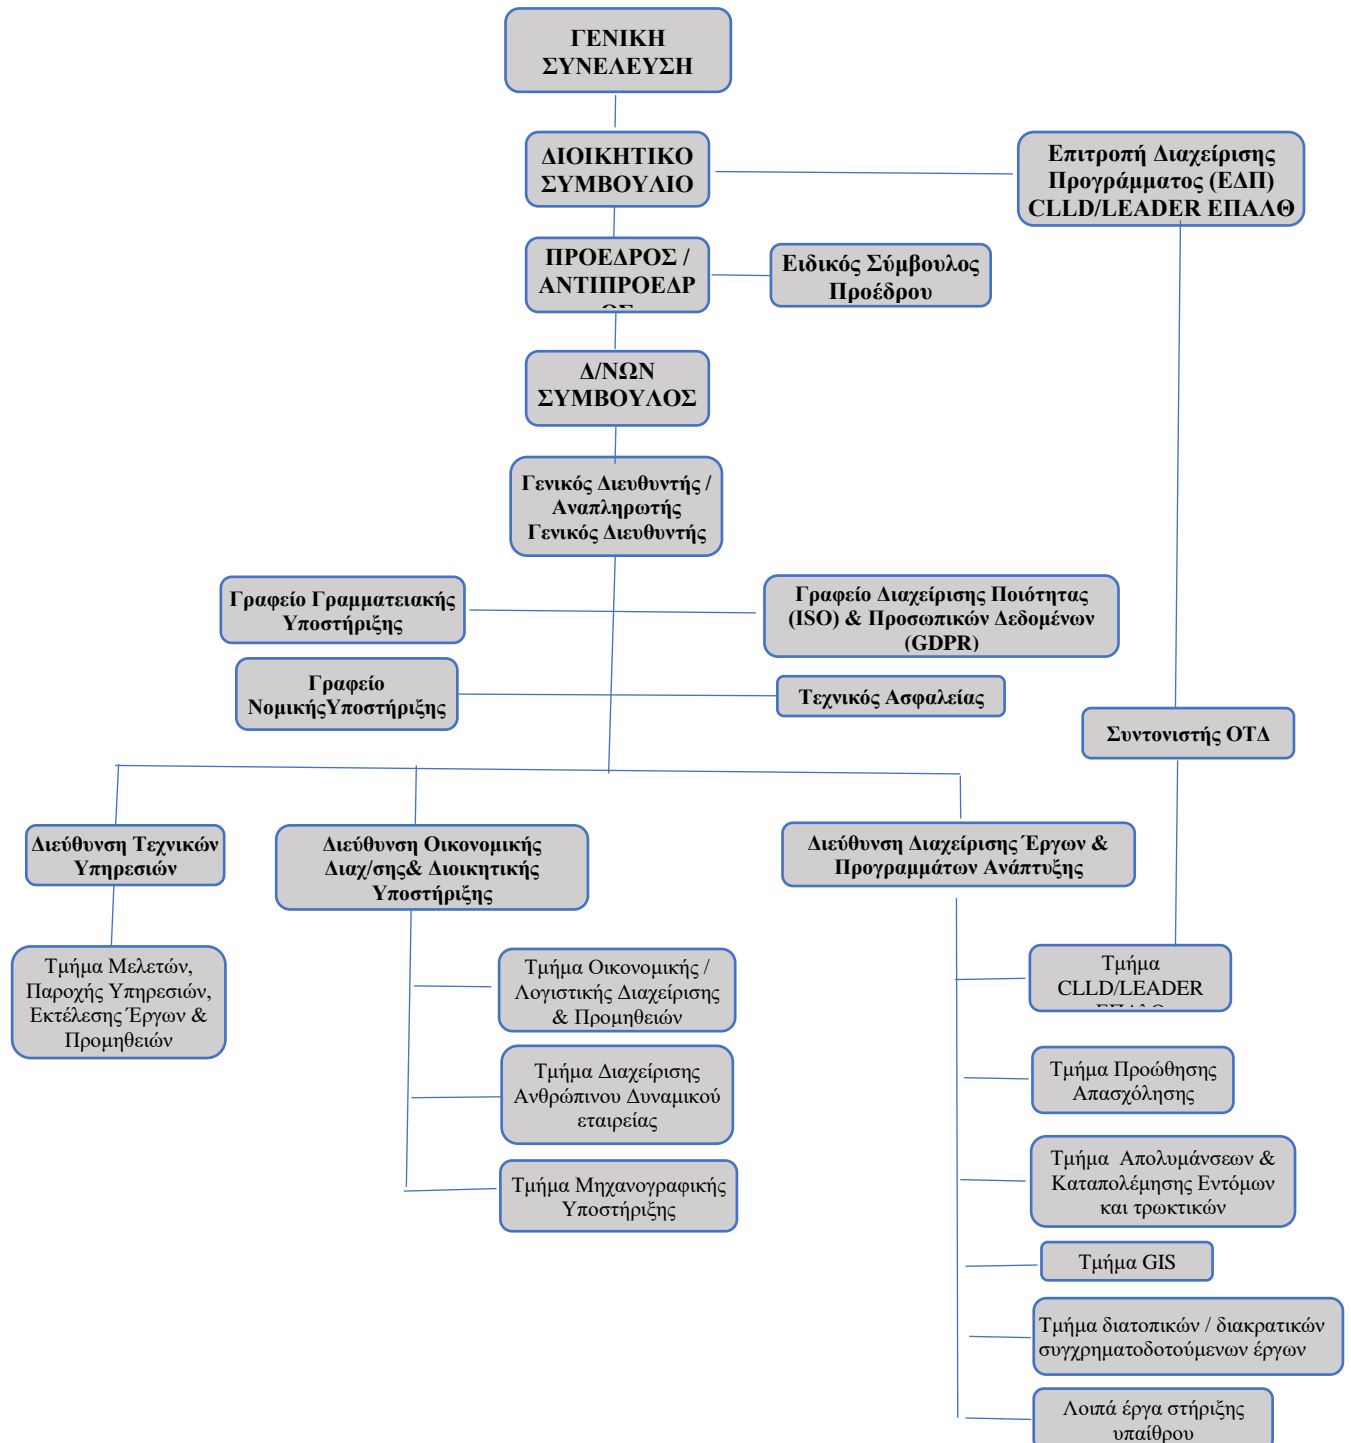 ΓΕΝΙΚΗ
ΣΥΝΕΛΕΥΣΗ
ΔΙΟΙΚΗΤΙΚΟ
ΣΥΜΒΟΥΛΙΟ
Επιτροπή Διαχείρισης
Προγράμματος (ΕΔΠ)
CLLD/LEADER ΕΠΑΛΘ
ΠΡΟΕΔΡΟΣ /
ΑΝΤΙΠΡΟΕΔΡ
Ειδικός Σύμβουλος
Προέδρου
Δ/ΝΩΝ
ΣΥΜΒΟΥΛΟΣ
Γενικός Διευθυντής /
Αναπληρωτής
Γενικός Διευθυντής
Γραφείο Γραμματειακής
Υποστήριξης
Γραφείο Διαχείρισης Ποιότητας
(ISO) & Προσωπικών Δεδομένων
(GDPR)
Γραφείο
ΝομικήςΥποστήριξης
Τεχνικός Ασφαλείας
Συντονιστής ΟΤΔ
Διεύθυνση Τεχνικών
Υπηρεσιών
Διεύθυνση Οικονομικής
Διαχ/σης& Διοικητικής
Υποστήριξης
Διεύθυνση Διαχείρισης Έργων &
Προγραμμάτων Ανάπτυξης
Τμήμα Μελετών,
Παροχής Υπηρεσιών,
Εκτέλεσης Έργων &
Προμηθειών
Τμήμα Οικονομικής /
Λογιστικής Διαχείρισης
& Προμηθειών
Τμήμα Διαχείρισης
Ανθρώπινου Δυναμικού
εταιρείας
Τμήμα Μηχανογραφικής
Υποστήριξης
Τμήμα
CLLD/LEADER
Τμήμα Προώθησης
Απασχόλησης
Τμήμα  Απολυμάνσεων &
Καταπολέμησης Εντόμων
και τρωκτικών
Τμήμα GIS
Τμήμα διατοπικών / διακρατικών
συγχρηματοδοτούμενων έργων
Λοιπά έργα στήριξης
υπαίθρου